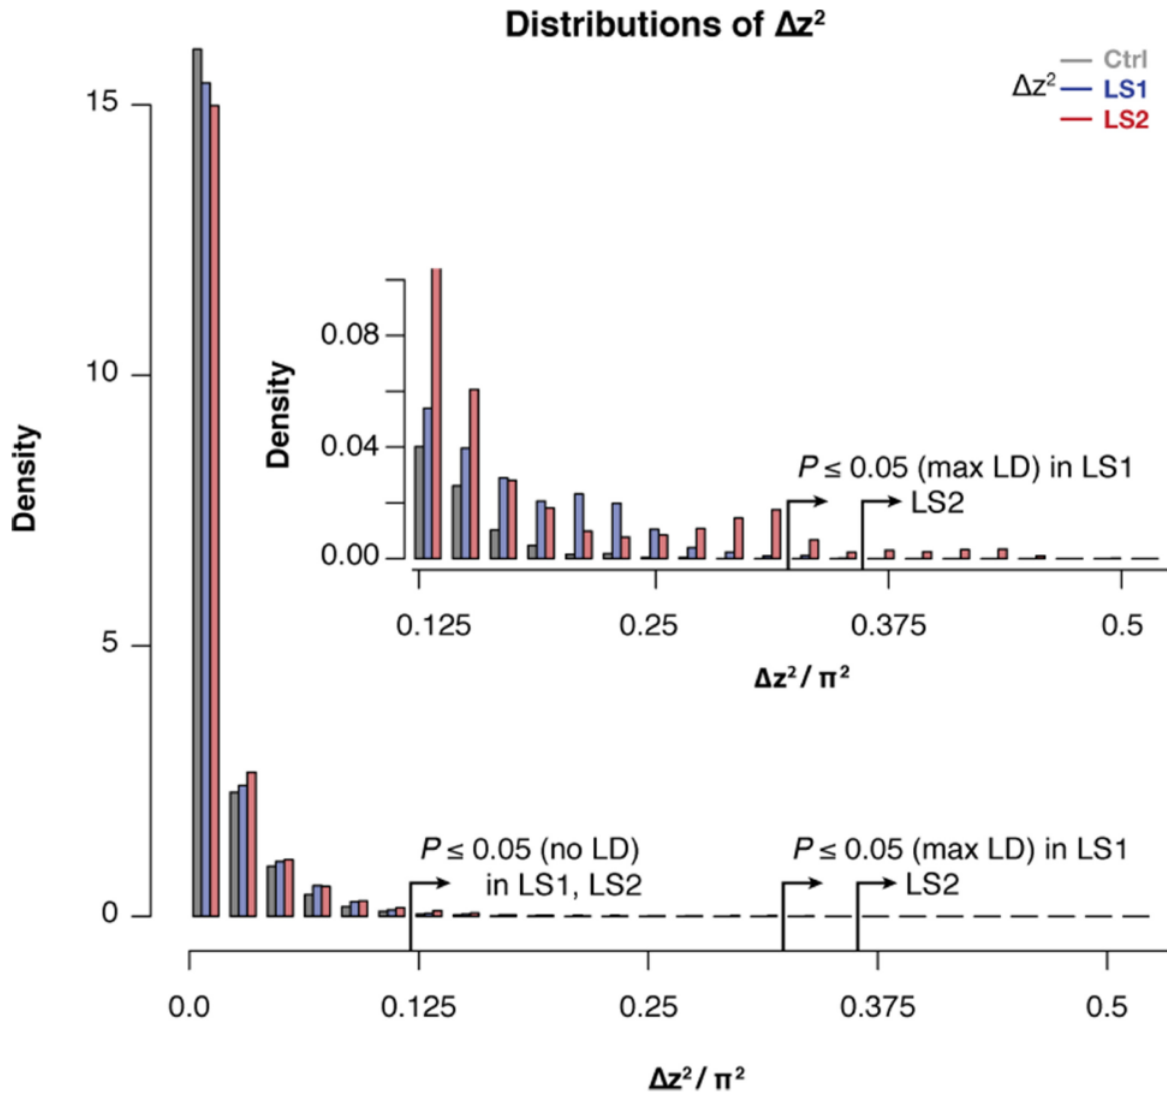 Distributions of Δz²
Ctrl
Δz² LS1
LS2
15
10
5
0
Density
0.08
0.04
0.00
Density
P ≤ 0.05 (max LD) in LS1
LS2
0.125 0.25 0.375 0.5
Δz² / π²
P ≤ 0.05 (no LD)
in LS1, LS2
P ≤ 0.05 (max LD) in LS1
LS2
0.0 0.125 0.25 0.375 0.5
Δz² / π²